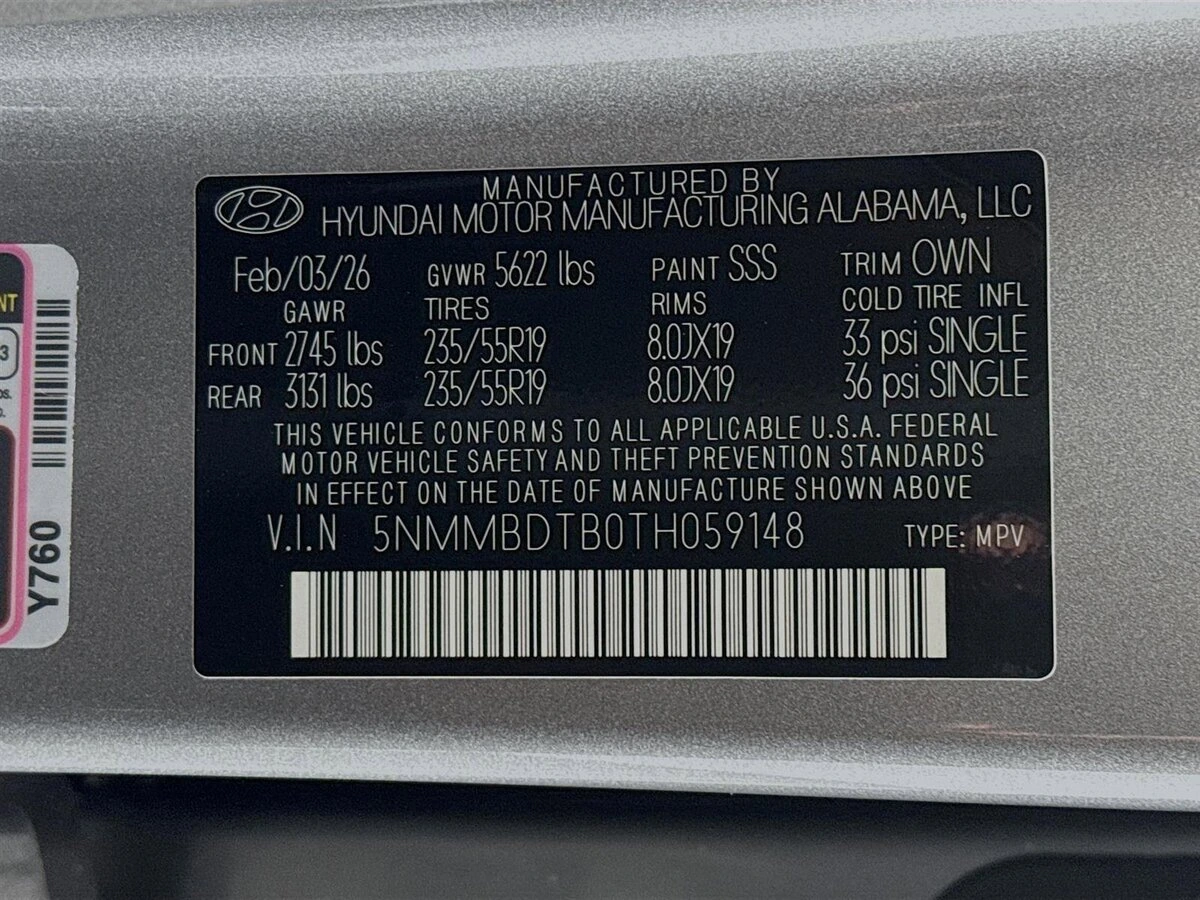 MANUFACTURED BY
HYUNDAI MOTOR MANUFACTURING ALABAMA, LLC
Feb/03/26 GVWR 5622 lbs PAINT SSS TRIM OWN
GAWR TIRES RIMS COLD TIRE INFL
FRONT 2745 lbs 235/55R19 8.0JX19 33 psi SINGLE
REAR 3131 lbs 235/55R19 8.0JX19 36 psi SINGLE
THIS VEHICLE CONFORMS TO ALL APPLICABLE U.S.A. FEDERAL
MOTOR VEHICLE SAFETY AND THEFT PREVENTION STANDARDS
IN EFFECT ON THE DATE OF MANUFACTURE SHOWN ABOVE
V.I.N 5NMMBDTB0TH059148 TYPE: MPV
Y760
3